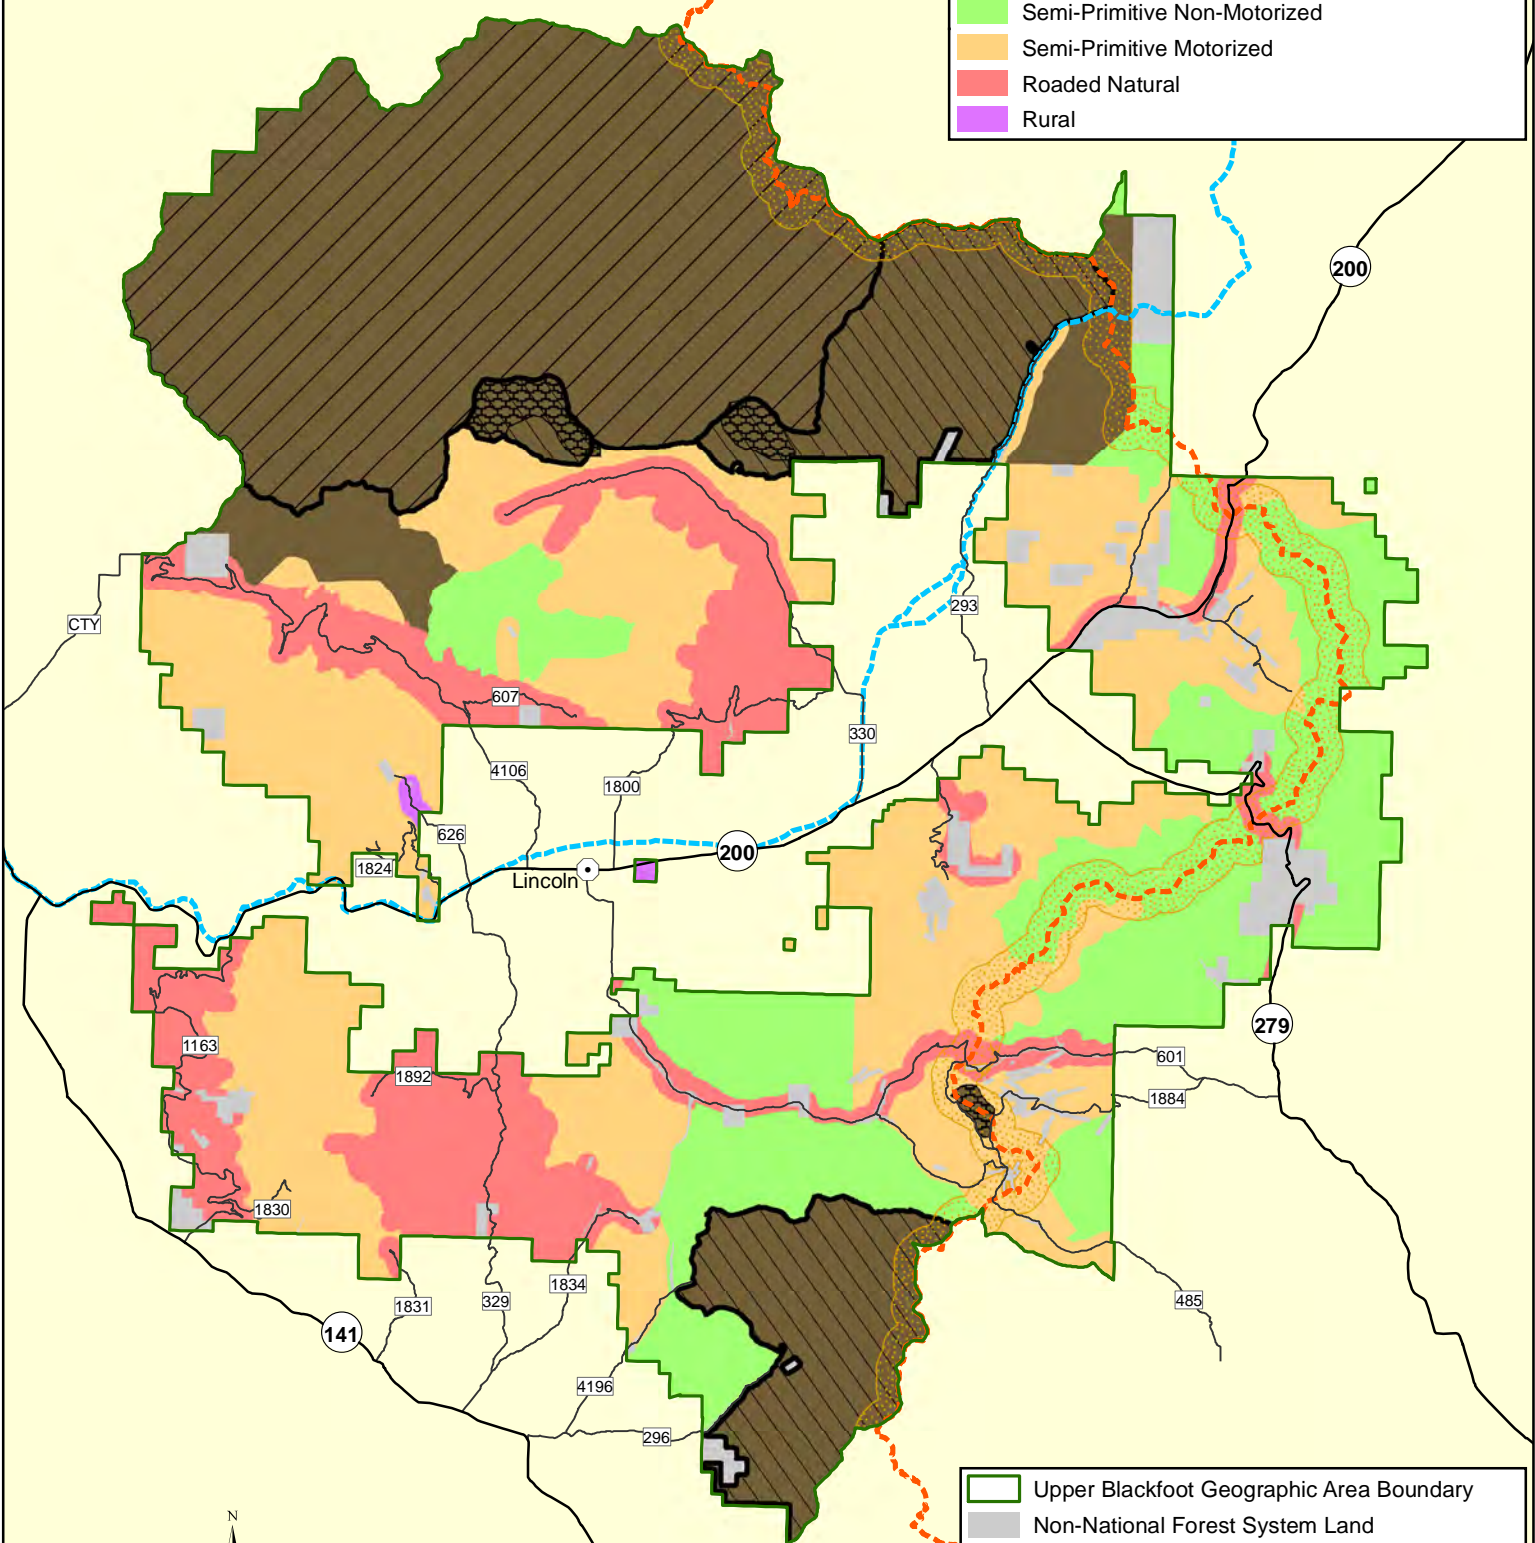 Semi-Primitive Non-Motorized
Semi-Primitive Motorized
Roaded Natural
Rural
200
CTY
293
607
330
4106
1800
626
200
1824
Lincoln
279
1163
601
1892
1884
1830
1834
485
329
1831
141
4196
296
Upper Blackfoot Geographic Area Boundary
Non-National Forest System Land
N